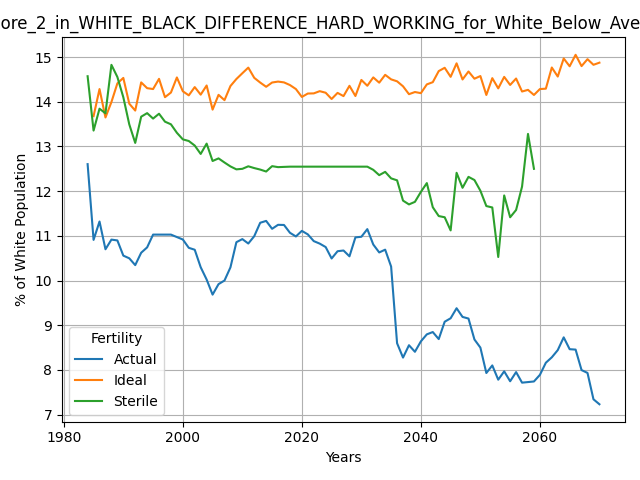 ore_2_in_WHITE_BLACK_DIFFERENCE_HARD_WORKING_for_White_Below_Ave
15
14
13
12
11
10
9
8
7
% of White Population
Fertility
Actual
Ideal
Sterile
1980
2000
2020
2040
2060
Years